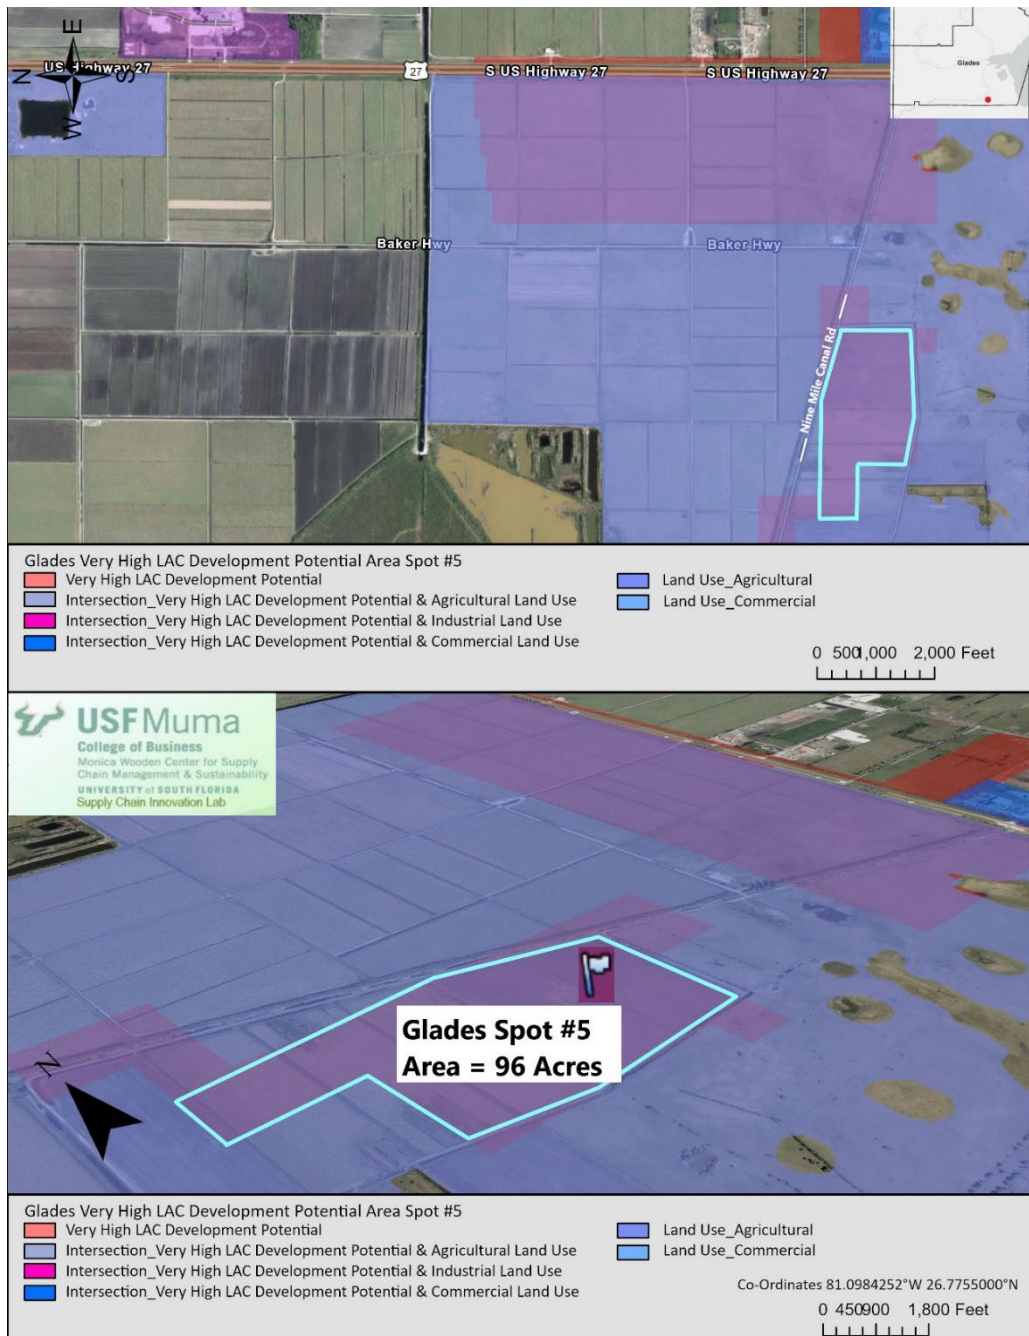 US Highway 27
27
S US Highway 27
S US Highway 27
Glades
N
E
S
W
Baker Hwy
Baker Hwy
Nine Mile Canal Rd
Glades Very High LAC Development Potential Area Spot #5
Very High LAC Development Potential
Intersection_Very High LAC Development Potential & Agricultural Land Use
Intersection_Very High LAC Development Potential & Industrial Land Use
Intersection_Very High LAC Development Potential & Commercial Land Use
Land Use_Agricultural
Land Use_Commercial
0 500 1,000 2,000 Feet
USF Muma
College of Business
Monica Wooden Center for Supply
Chain Management & Sustainability
UNIVERSITY of SOUTH FLORIDA
Supply Chain Innovation Lab
Glades Spot #5
Area = 96 Acres
N
Glades Very High LAC Development Potential Area Spot #5
Very High LAC Development Potential
Intersection_Very High LAC Development Potential & Agricultural Land Use
Intersection_Very High LAC Development Potential & Industrial Land Use
Intersection_Very High LAC Development Potential & Commercial Land Use
Land Use_Agricultural
Land Use_Commercial
Co-Ordinates 81.0984252°W 26.7755000°N
0 450 900 1,800 Feet